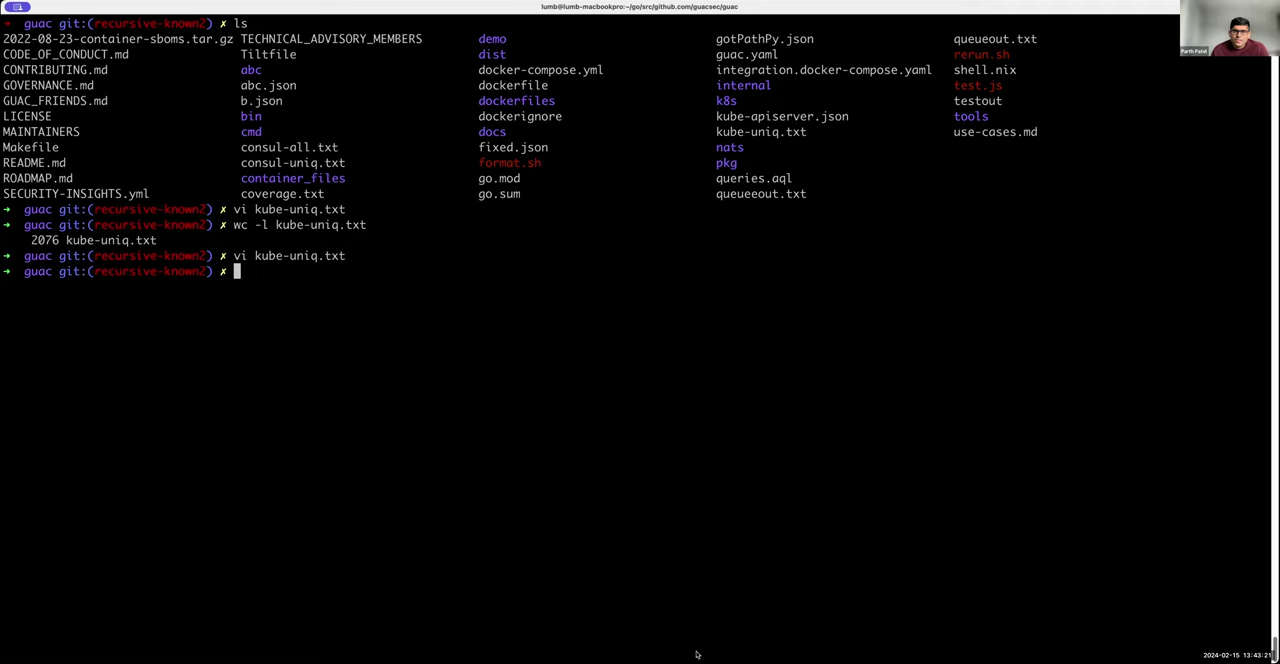 lumb@lumb-macbookpro:~/go/src/github.com/guacsec/guac
→ guac git:(recursive-known2) ✗ ls
2022-08-23-container-sboms.tar.gz TECHNICAL_ADVISORY_MEMBERS demo gotPathPy.json queueout.txt
CODE_OF_CONDUCT.md Tiltfile dist guac.yaml rerun.sh
CONTRIBUTING.md abc docker-compose.yml integration.docker-compose.yaml shell.nix
GOVERNANCE.md abc.json dockerfile internal test.js
GUAC_FRIENDS.md b.json dockerfiles k8s testout
LICENSE bin dockerignore kube-apiserver.json tools
MAINTAINERS cmd docs kube-uniq.txt use-cases.md
Makefile consul-all.txt fixed.json nats
README.md consul-uniq.txt format.sh pkg
ROADMAP.md container_files go.mod queries.aql
SECURITY-INSIGHTS.yml coverage.txt go.sum queueeout.txt
→ guac git:(recursive-known2) ✗ vi kube-uniq.txt
→ guac git:(recursive-known2) ✗ wc -l kube-uniq.txt
2076 kube-uniq.txt
→ guac git:(recursive-known2) ✗ vi kube-uniq.txt
→ guac git:(recursive-known2) ✗
Parth Patel
2024-02-15 13:43:21